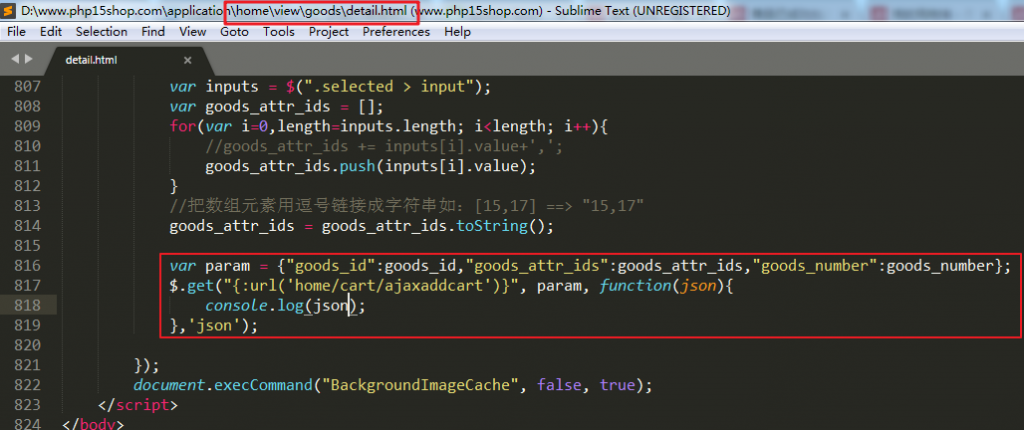 D:\www.php15shop.com\application\home\view\goods\detail.html (www.php15shop.com) - Sublime Text (UNREGISTERED)
File Edit Selection Find View Goto Tools Project Preferences Help
detail.html ×
807 var inputs = $(".selected > input");
808 var goods_attr_ids = [];
809 for(var i=0,length=inputs.length; i<length; i++){
810 //goods_attr_ids += inputs[i].value+',';
811 goods_attr_ids.push(inputs[i].value);
812 }
813 //把数组元素用逗号链接成字符串如：[15,17] ==> "15,17"
814 goods_attr_ids = goods_attr_ids.toString();
815
816 var param = {"goods_id":goods_id,"goods_attr_ids":goods_attr_ids,"goods_number":goods_number};
817 $.get("{:url('home/cart/ajaxaddcart')}", param, function(json){
818 console.log(json);
819 },'json');
820
821 });
822 document.execCommand("BackgroundImageCache", false, true);
823 </script>
824 </body>